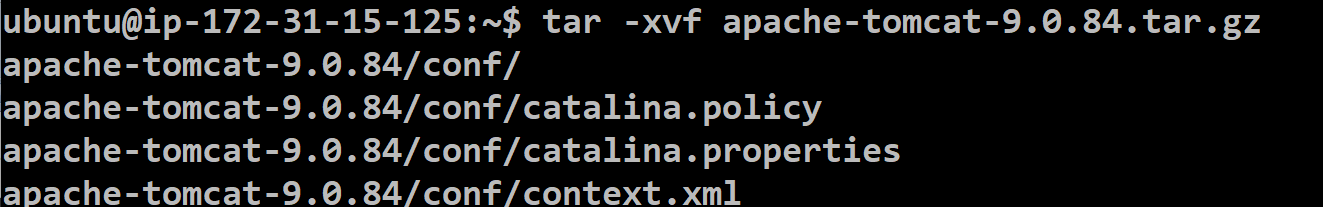 ubuntu@ip-172-31-15-125:~$ tar -xvf apache-tomcat-9.0.84.tar.gz
apache-tomcat-9.0.84/conf/
apache-tomcat-9.0.84/conf/catalina.policy
apache-tomcat-9.0.84/conf/catalina.properties
apache-tomcat-9.0.84/conf/context.xml